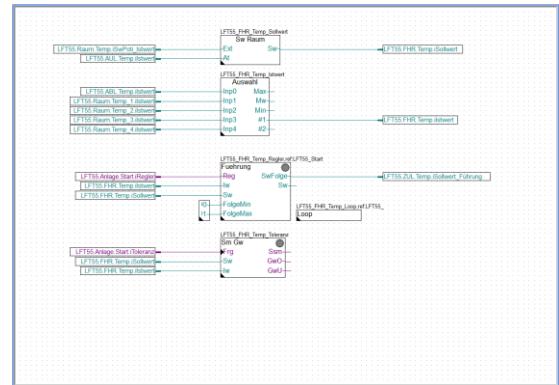 LFT55_FHR_Temp_Sollwert
Sw Raum
LFT55.Raum.Temp.iSwPoti_Istwert Ext Sw LFT55.FHR.Temp.iSollwert
LFT55.AUL.Temp.iIstwert At
LFT55_FHR_Temp_Istwert
Auswahl
LFT55.ABL.Temp.iIstwert Inp0 Max
LFT55.Raum.Temp_1.iIstwert Inp1 Mw
LFT55.Raum.Temp_2.iIstwert Inp2 Min
LFT55.Raum.Temp_3.iIstwert Inp3 #1 LFT55.FHR.Temp.iIstwert
LFT55.Raum.Temp_4.iIstwert Inp4 #2
LFT55_FHR_Temp_Regler.ref.LFT55_Start
Fuehrung
LFT55.Anlage.Start.iRegler Reg SwFolge LFT55.ZUL.Temp.iSollwert_Führung
LFT55.FHR.Temp.iIstwert Iw Sw
LFT55.FHR.Temp.iSollwert Sw
FolgeMin LFT55_FHR_Temp_Loop.ref.LFT55_
FolgeMax Loop
LFT55_FHR_Temp_Toleranz
Sm Gw
LFT55.Anlage.Start.iToleranz Frg Ssm
LFT55.FHR.Temp.iSollwert Sw GwO
LFT55.FHR.Temp.iIstwert Iw GwU